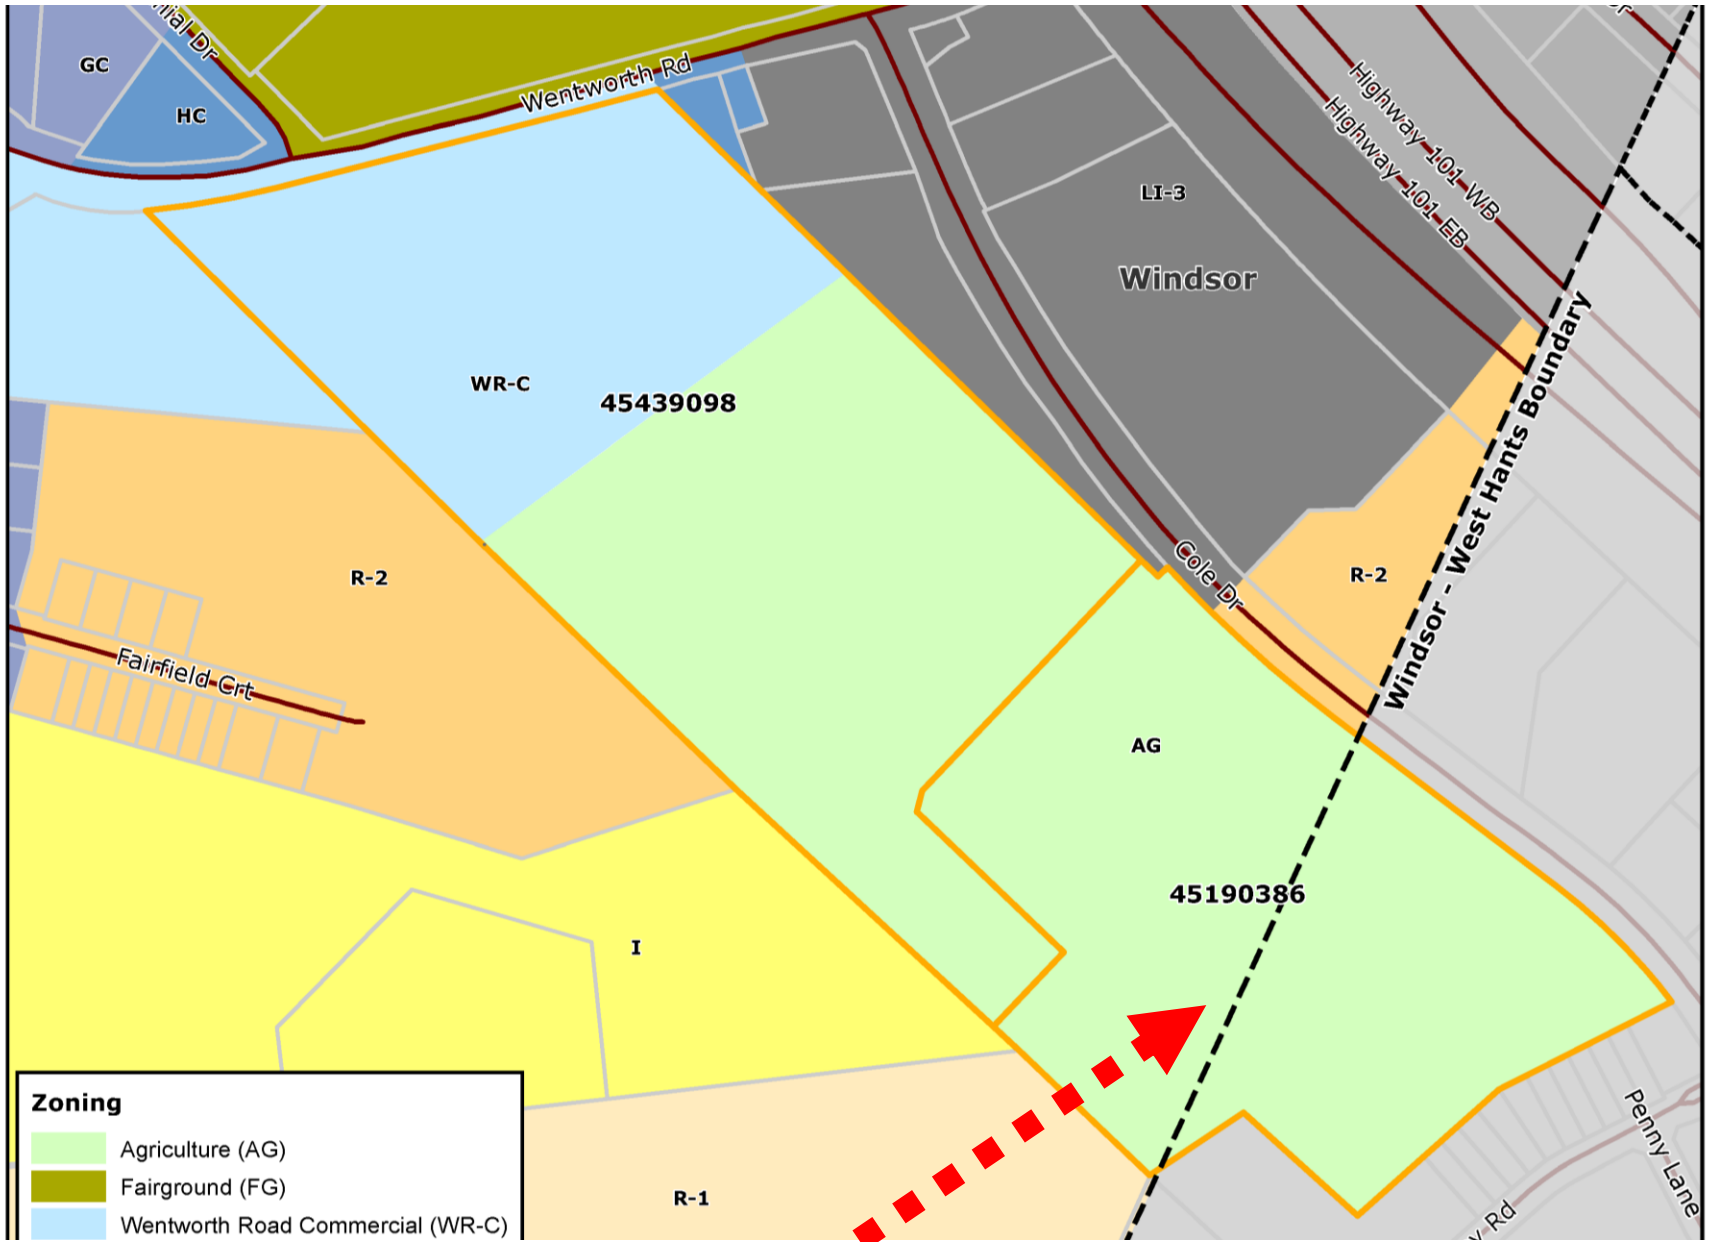 GC
HC
Wentworth Rd
Highway 101 WB
Highway 101 EB
LI-3
Windsor
WR-C
45439098
Windsor - West Hants Boundary
Cole Dr
R-2
R-2
Fairfield Crt
AG
45190386
I
R-1
Penny Lane
Zoning
Agriculture (AG)
Fairground (FG)
Wentworth Road Commercial (WR-C)
Rd